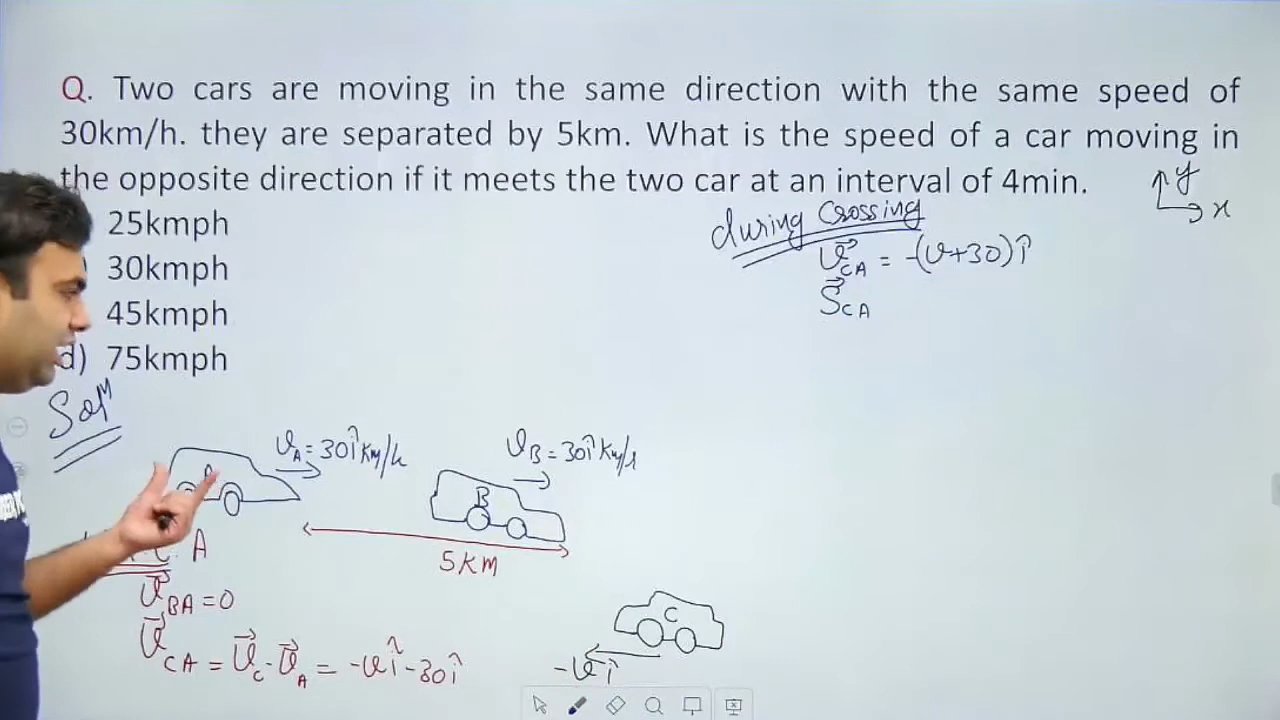 Q. Two cars are moving in the same direction with the same speed of
30km/h. they are separated by 5km. What is the speed of a car moving in
the opposite direction if it meets the two car at an interval of 4min.
25kmph
30kmph
45kmph
d) 75kmph
y
x
during crossing
v⃗CA = -(v+30)î
S⃗CA
Solⁿ
vA = 30î km/h
vB = 30î km/h
A
B
5KM
A
v⃗BA = 0
v⃗CA = v⃗C - v⃗A = -vî - 30î
C
-vî